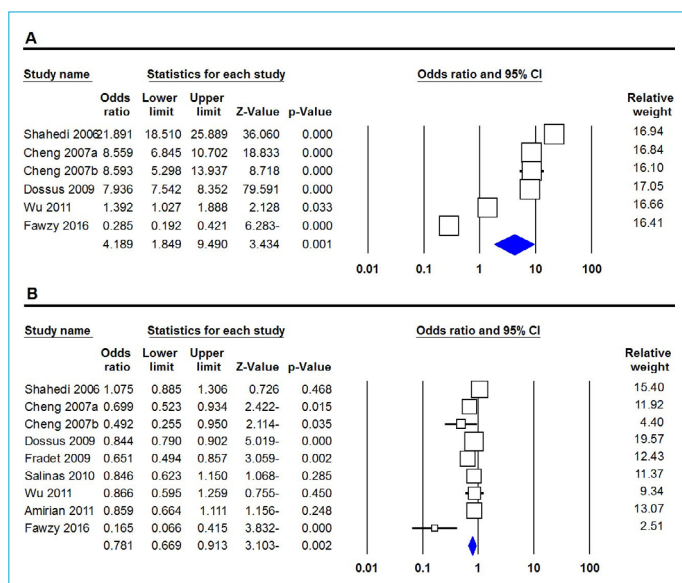 A
Study name Statistics for each study Odds ratio and 95% CI
Odds ratio Lower limit Upper limit Z-Value p-Value Relative weight
Shahedi 2006 21.891 18.510 25.889 36.060 0.000 16.94
Cheng 2007a 8.559 6.845 10.702 18.833 0.000 16.84
Cheng 2007b 8.593 5.298 13.937 8.718 0.000 16.10
Dossus 2009 7.936 7.542 8.352 79.591 0.000 17.05
Wu 2011 1.392 1.027 1.888 2.128 0.033 16.66
Fawzy 2016 0.285 0.192 0.421 6.283- 0.000 16.41
4.189 1.849 9.490 3.434 0.001
0.01 0.1 1 10 100
B
Study name Statistics for each study Odds ratio and 95% CI
Odds ratio Lower limit Upper limit Z-Value p-Value Relative weight
Shahedi 2006 1.075 0.885 1.306 0.726 0.468 15.40
Cheng 2007a 0.699 0.523 0.934 2.422- 0.015 11.92
Cheng 2007b 0.492 0.255 0.950 2.114- 0.035 4.40
Dossus 2009 0.844 0.790 0.902 5.019- 0.000 19.57
Fradet 2009 0.651 0.494 0.857 3.059- 0.002 12.43
Salinas 2010 0.846 0.623 1.150 1.068- 0.285 11.37
Wu 2011 0.866 0.595 1.259 0.755- 0.450 9.34
Amirian 2011 0.859 0.664 1.111 1.156- 0.248 13.07
Fawzy 2016 0.165 0.066 0.415 3.832- 0.000 2.51
0.781 0.669 0.913 3.103- 0.002
0.01 0.1 1 10 100